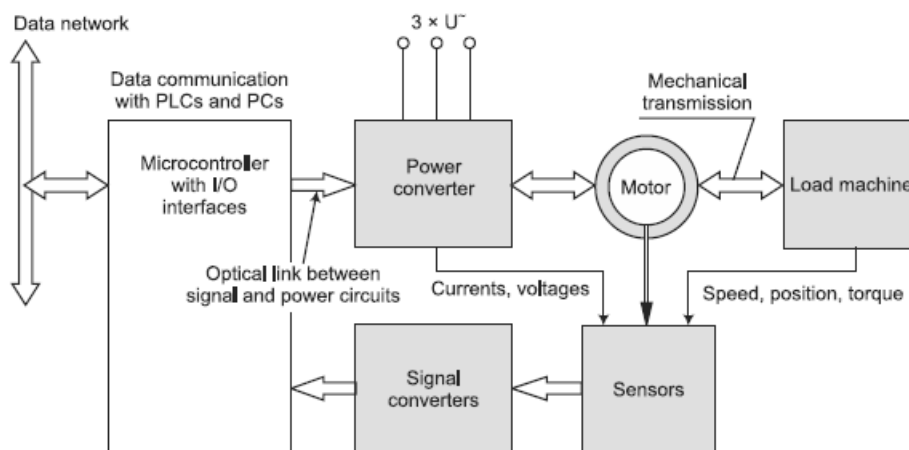 Data network
3 × U~
Data communication
with PLCs and PCs
Mechanical
transmission
Microcontroller
with I/O
interfaces
Power
converter
Motor
Load machine
Optical link between
signal and power circuits
Currents, voltages
Speed, position, torque
Signal
converters
Sensors